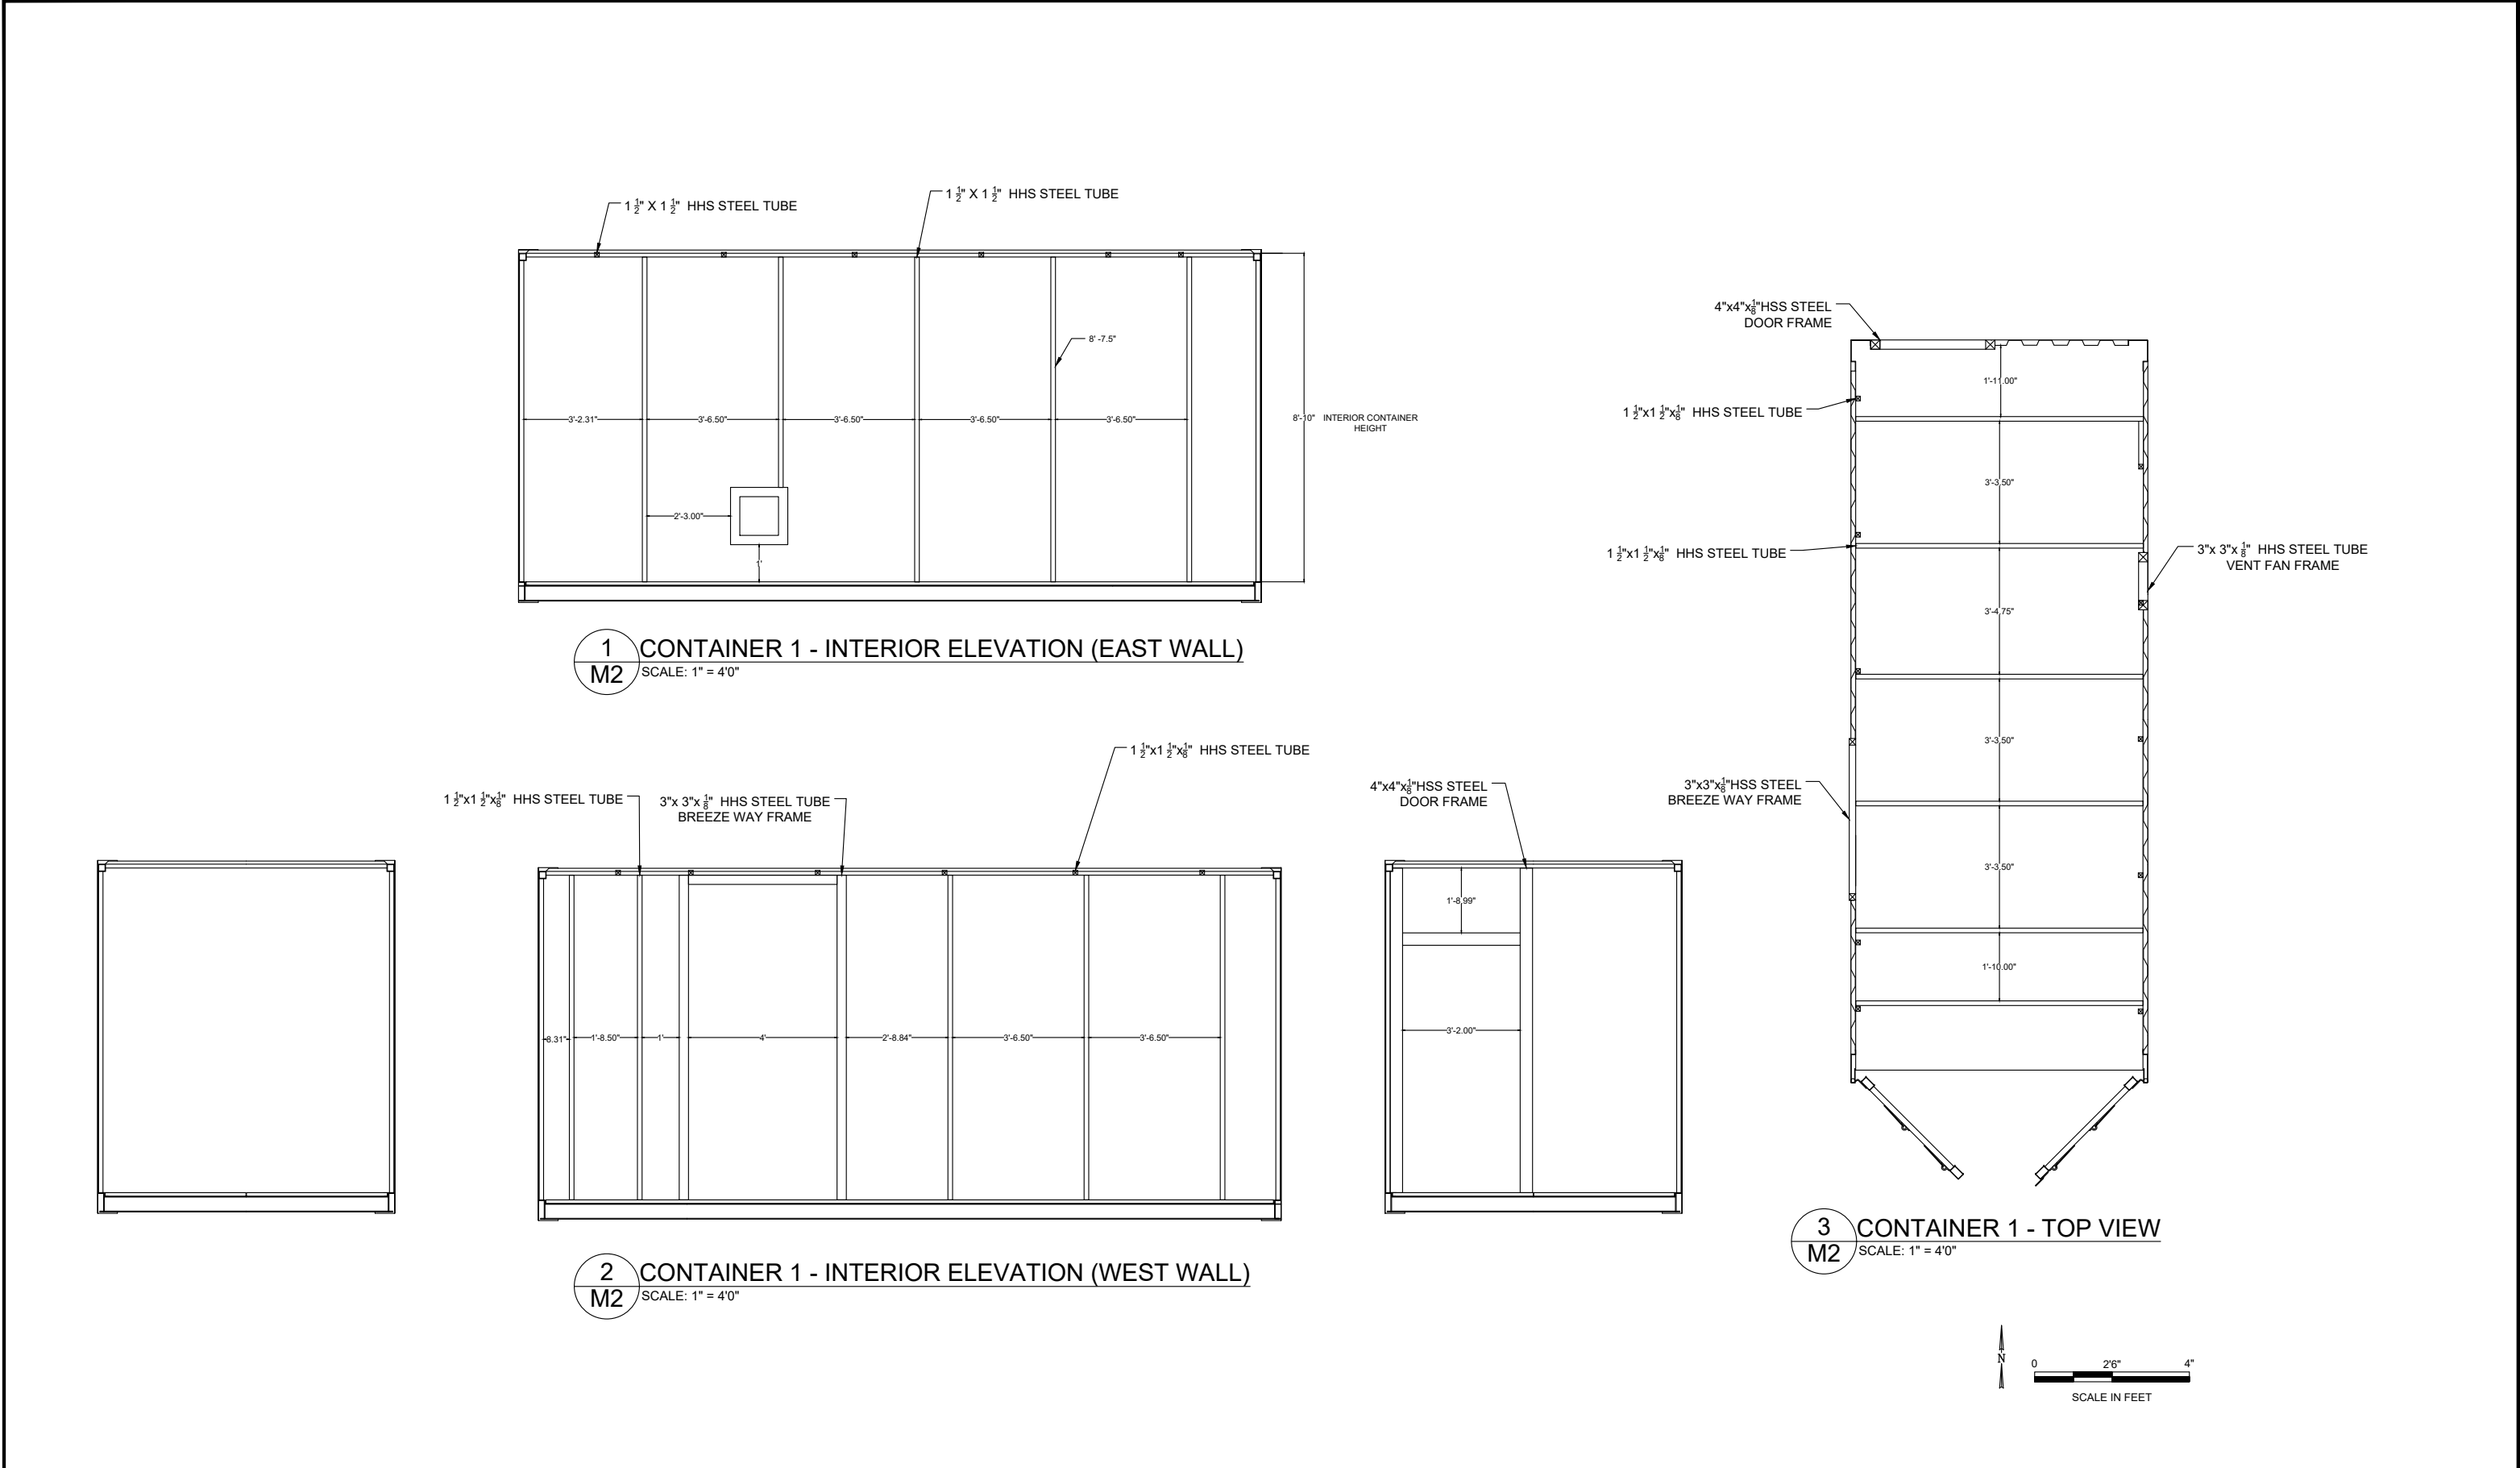 1 1/2" X 1 1/2" HHS STEEL TUBE
1 1/2" X 1 1/2" HHS STEEL TUBE
8' -7.5"
3'-2.31"
3'-6.50"
3'-6.50"
3'-6.50"
3'-6.50"
8'-10" INTERIOR CONTAINER
HEIGHT
2'-3.00"
1'
1
M2
CONTAINER 1 - INTERIOR ELEVATION (EAST WALL)
SCALE: 1" = 4'0"
1 1/2"x1 1/2"x1/8" HHS STEEL TUBE
1 1/2"x1 1/2"x1/8" HHS STEEL TUBE
3"x 3"x 1/8" HHS STEEL TUBE
BREEZE WAY FRAME
8.31"
1'-8.50"
1'
4'
2'-8.84"
3'-6.50"
3'-6.50"
2
M2
CONTAINER 1 - INTERIOR ELEVATION (WEST WALL)
SCALE: 1" = 4'0"
4"x4"x1/8"HSS STEEL
DOOR FRAME
1'-8.99"
3'-2.00"
4"x4"x1/8"HSS STEEL
DOOR FRAME
1'-11.00"
1 1/2"x1 1/2"x1/8" HHS STEEL TUBE
3'-3.50"
1 1/2"x1 1/2"x1/8" HHS STEEL TUBE
3"x 3"x 1/8" HHS STEEL TUBE
VENT FAN FRAME
3'-4.75"
3'-3.50"
3"x3"x1/8"HSS STEEL
BREEZE WAY FRAME
3'-3.50"
1'-10.00"
3
M2
CONTAINER 1 - TOP VIEW
SCALE: 1" = 4'0"
N
0 2'6" 4"
SCALE IN FEET